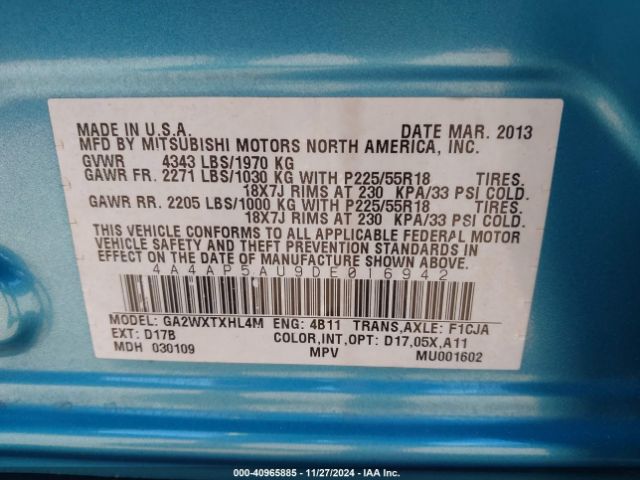 MADE IN U.S.A. DATE MAR. 2013
MFD BY MITSUBISHI MOTORS NORTH AMERICA, INC.
GVWR 4343 LBS/1970 KG
GAWR FR. 2271 LBS/1030 KG WITH P225/55R18 TIRES.
18X7J RIMS AT 230 KPA/33 PSI COLD.
GAWR RR. 2205 LBS/1000 KG WITH P225/55R18 TIRES.
18X7J RIMS AT 230 KPA/33 PSI COLD.
THIS VEHICLE CONFORMS TO ALL APPLICABLE FEDERAL MOTOR
VEHICLE SAFETY AND THEFT PREVENTION STANDARDS IN
EFFECT ON THE DATE OF MANUFACTURE SHOWN ABOVE.
4A4AP5AU9DE016942
MODEL: GA2WXTXHL4M ENG: 4B11 TRANS,AXLE: F1CJA
EXT: D17B COLOR,INT,OPT: D17,05X,A11
MDH 030109 MPV MU001602
000-40965885 - 11/27/2024 - IAA Inc.